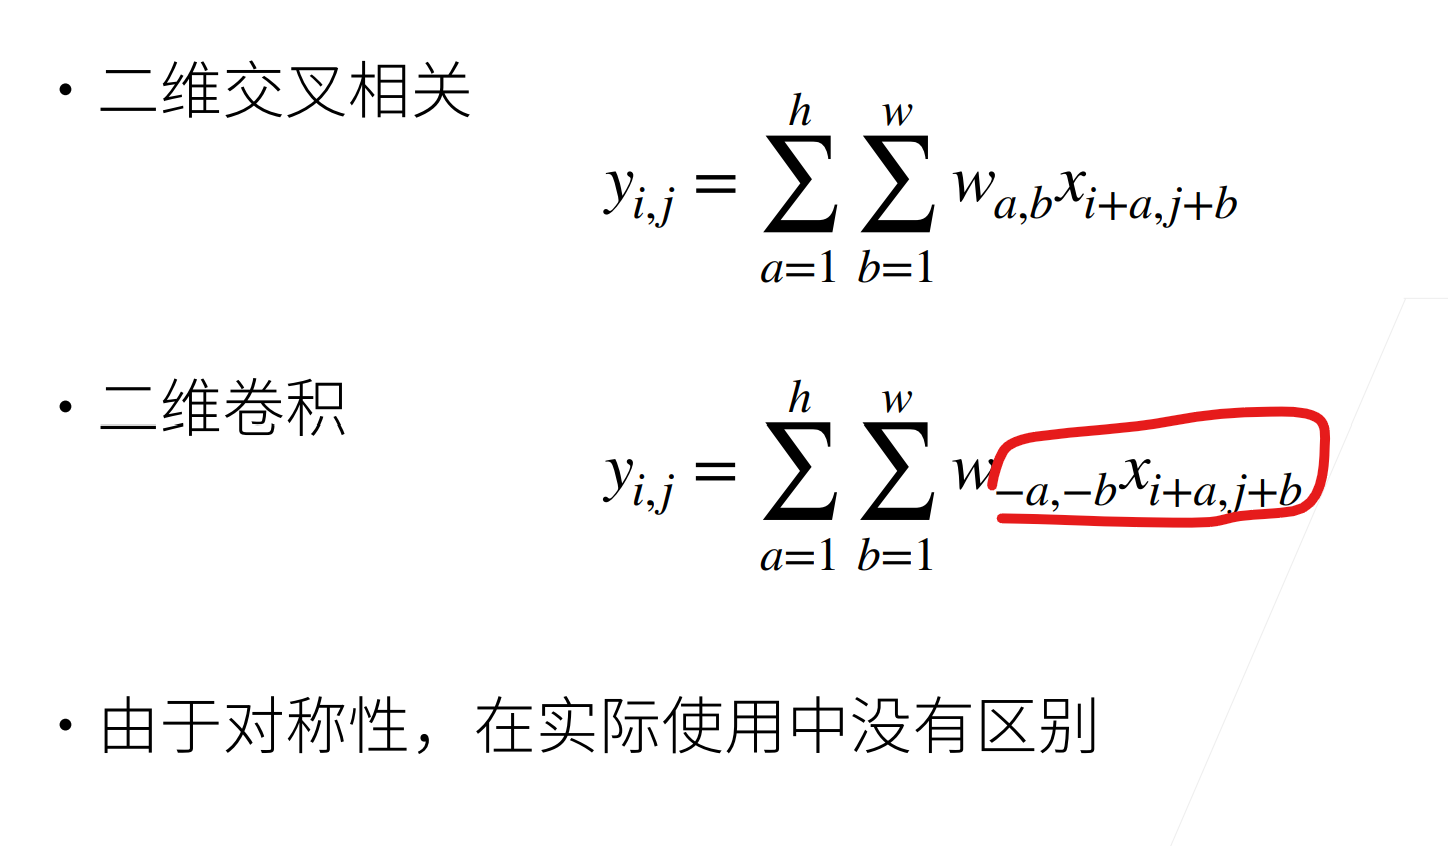 • 二维交叉相关
y_{i,j} = \sum_{a=1}^{h} \sum_{b=1}^{w} w_{a,b} x_{i+a,j+b}
• 二维卷积
y_{i,j} = \sum_{a=1}^{h} \sum_{b=1}^{w} w_{-a,-b} x_{i+a,j+b}
• 由于对称性，在实际使用中没有区别